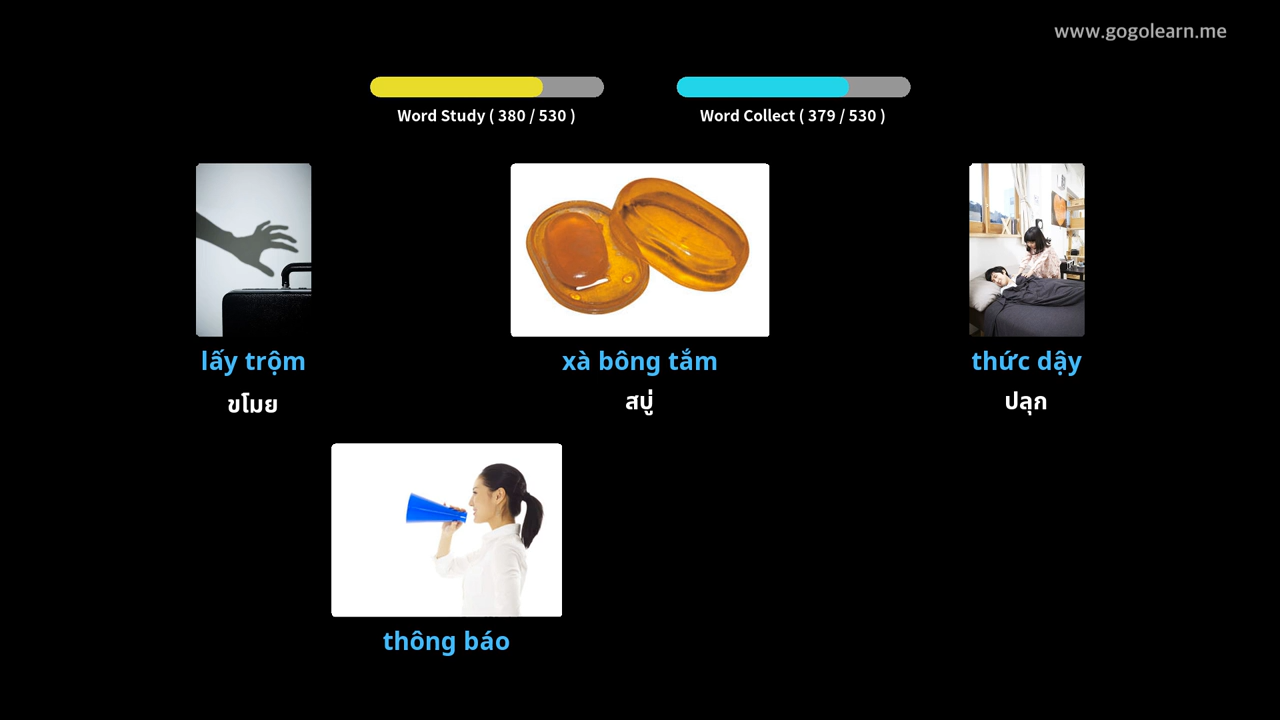 www.gogolearn.me
Word Study ( 380 / 530 )
Word Collect ( 379 / 530 )
lấy trộm
ขโมย
xà bông tắm
สบู่
thức dậy
ปลุก
thông báo